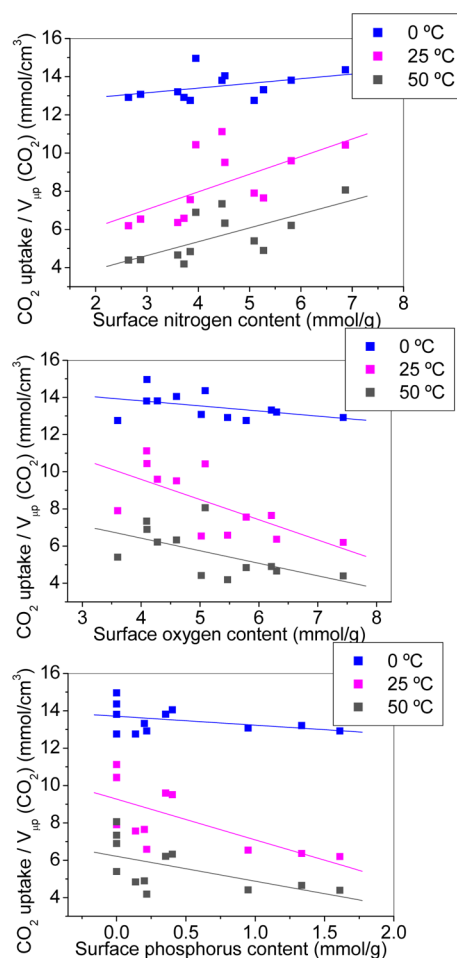 0 ºC
25 ºC
50 ºC
16
14
12
10
8
6
4
2 3 4 5 6 7 8
CO₂ uptake / Vμp (CO₂) (mmol/cm³)
Surface nitrogen content (mmol/g)
0 ºC
25 ºC
50 ºC
16
14
12
10
8
6
4
3 4 5 6 7 8
CO₂ uptake / Vμp (CO₂) (mmol/cm³)
Surface oxygen content (mmol/g)
0 ºC
25 ºC
50 ºC
16
14
12
10
8
6
4
0.0 0.5 1.0 1.5 2.0
CO₂ uptake / Vμp (CO₂) (mmol/cm³)
Surface phosphorus content (mmol/g)